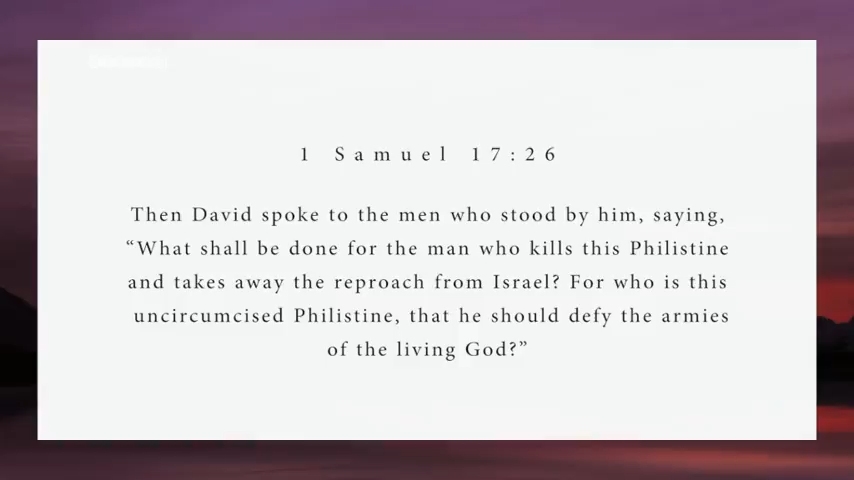 1 Samuel 17:26
Then David spoke to the men who stood by him, saying,
“What shall be done for the man who kills this Philistine
and takes away the reproach from Israel? For who is this
uncircumcised Philistine, that he should defy the armies
of the living God?”